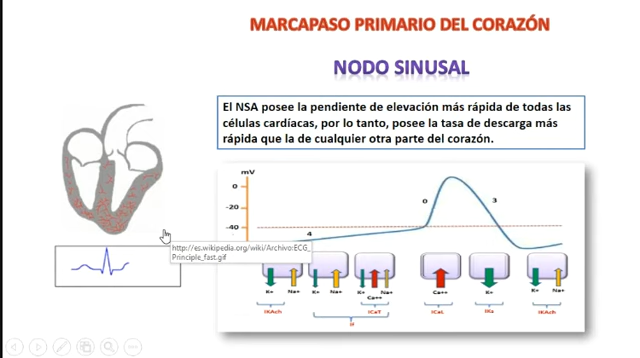 MARCAPASO PRIMARIO DEL CORAZÓN
NODO SINUSAL
El NSA posee la pendiente de elevación más rápida de todas las
células cardíacas, por lo tanto, posee la tasa de descarga más
rápida que la de cualquier otra parte del corazón.
mV
0
-20
-40
4
0
3
http://es.wikipedia.org/wiki/Archivo:ECG_
Principle_fast.gif
K+ Na+ K+ Na+ K+ Ca++ Na+ Ca++ K+ K+ Na+
IKAch ICaT ICaL IKAch
If